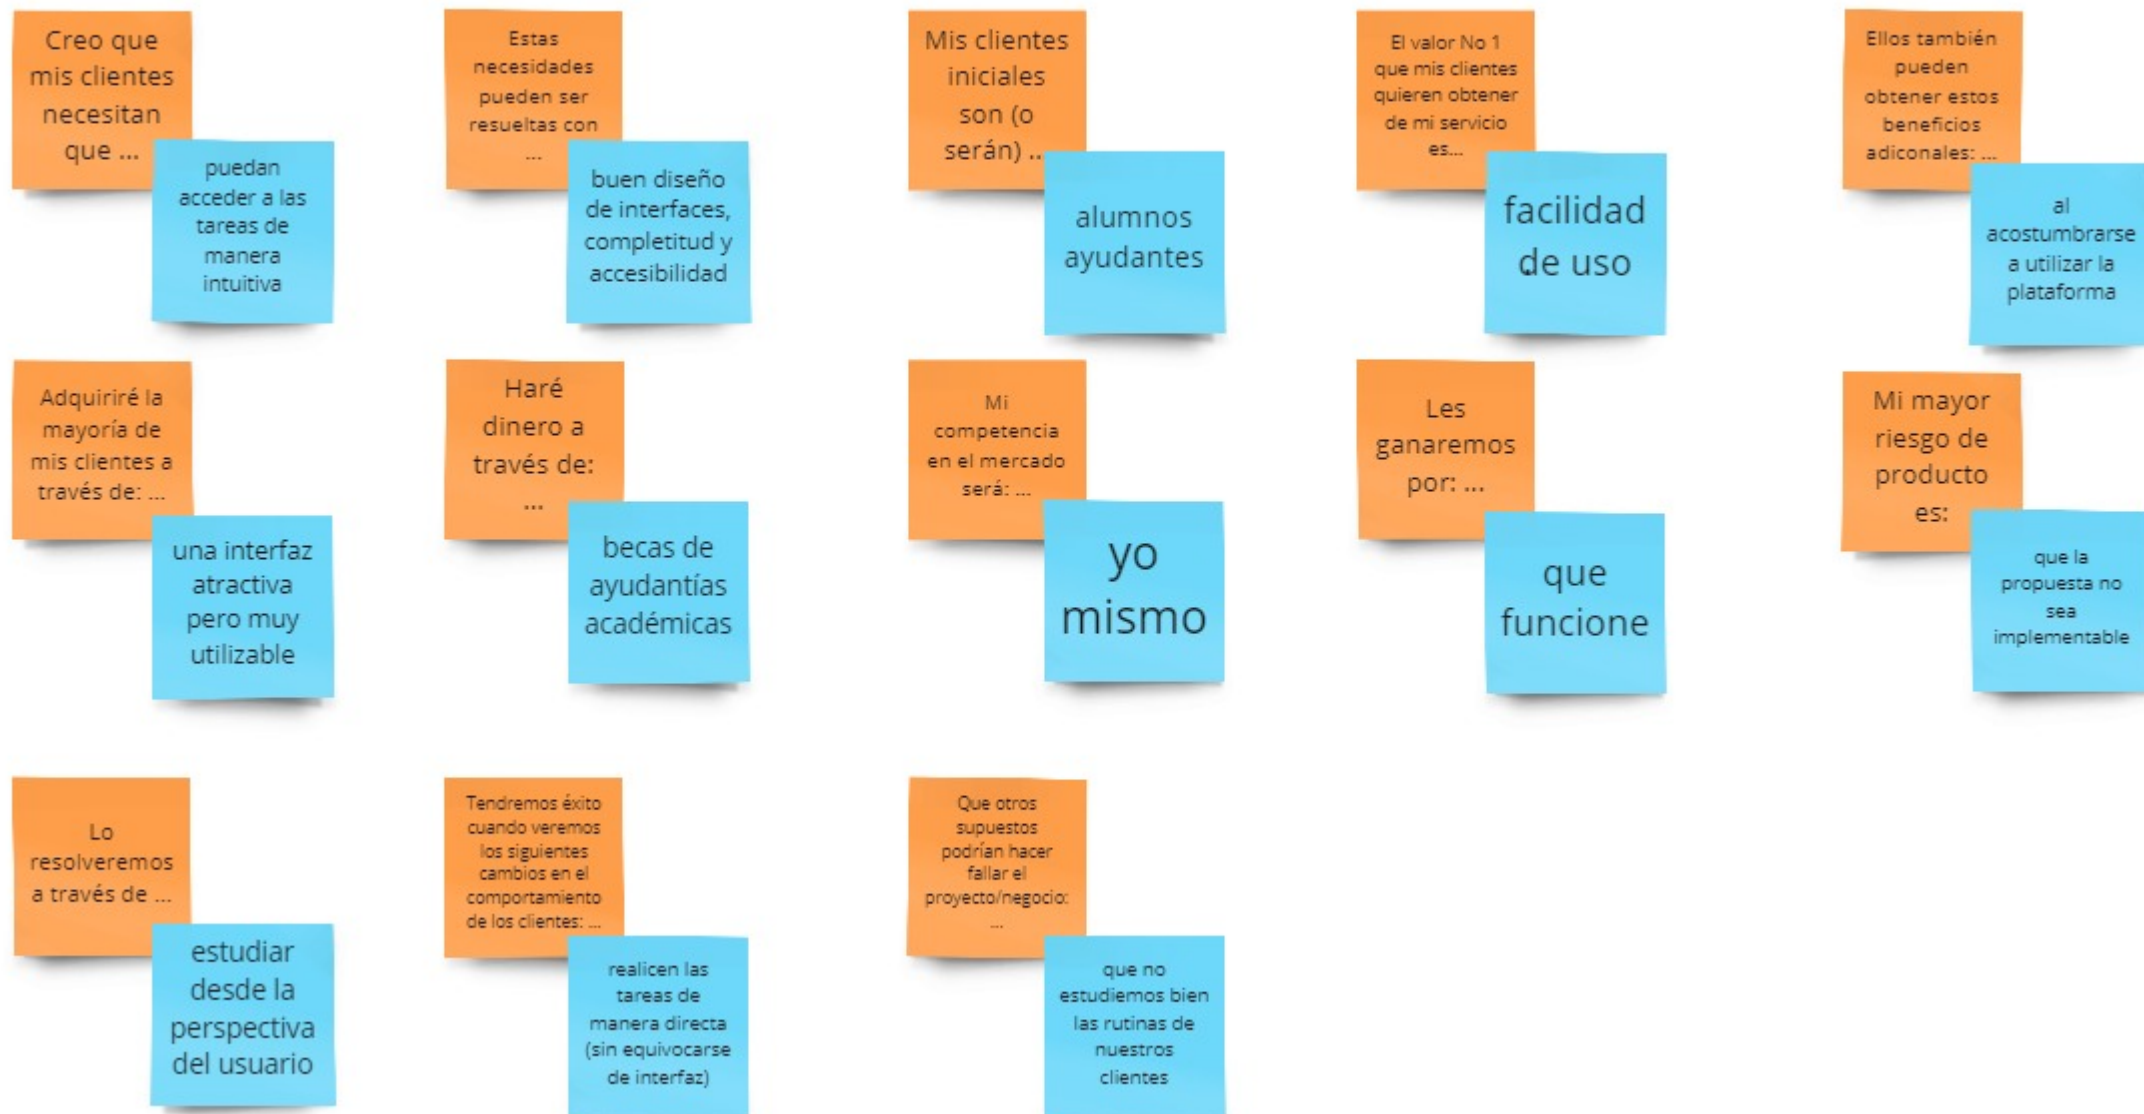 Creo que
mis clientes
necesitan
que ...
puedan
acceder a las
tareas de
manera
intuitiva
Estas
necesidades
pueden ser
resueltas con
...
buen diseño
de interfaces,
completitud y
accesibilidad
Mis clientes
iniciales
son (o
serán) ...
alumnos
ayudantes
El valor No 1
que mis clientes
quieren obtener
de mi servicio
es...
facilidad
de uso
Ellos también
pueden
obtener estos
beneficios
adiconales: ...
al
acostumbrarse
a utilizar la
plataforma
Adquiriré la
mayoría de
mis clientes a
través de: ...
una interfaz
atractiva
pero muy
utilizable
Haré
dinero a
través de:
...
becas de
ayudantías
académicas
Mi
competencia
en el mercado
será: ...
yo
mismo
Les
ganaremos
por: ...
que
funcione
Mi mayor
riesgo de
producto
es:
que la
propuesta no
sea
implementable
Lo
resolveremos
a través de ...
estudiar
desde la
perspectiva
del usuario
Tendremos éxito
cuando veremos
los siguientes
cambios en el
comportamiento
de los clientes: ...
realicen las
tareas de
manera directa
(sin equivocarse
de interfaz)
Que otros
supuestos
podrían hacer
fallar el
proyecto/negocio:
...
que no
estudiemos bien
las rutinas de
nuestros
clientes